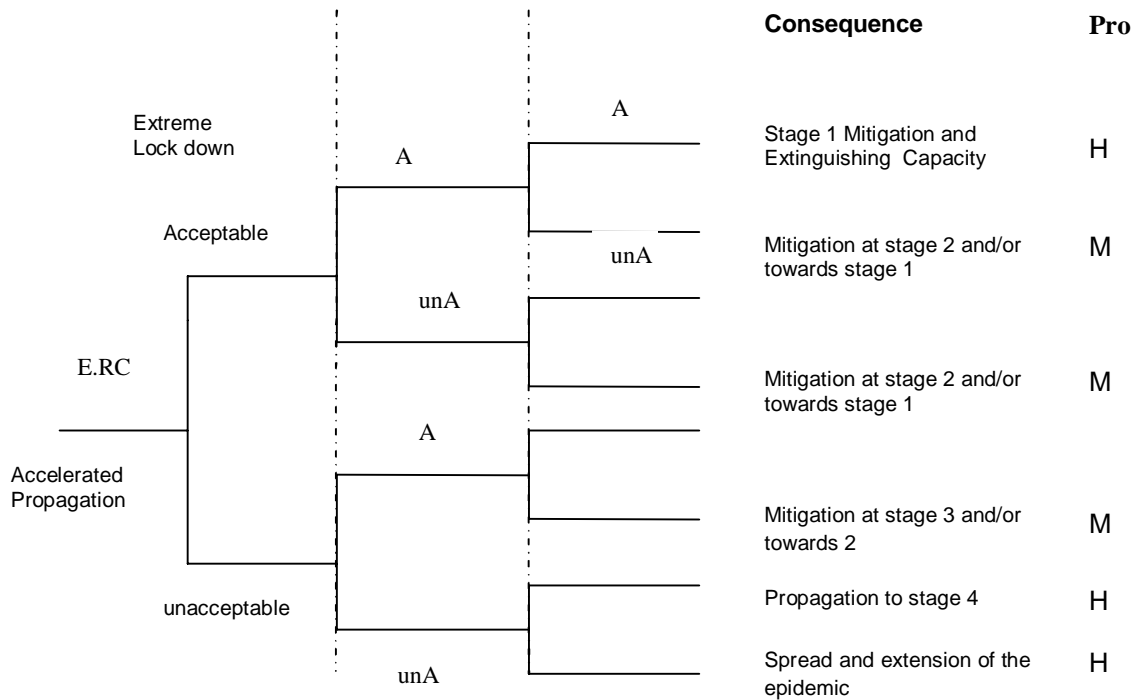 Consequence Pro
A
Extreme
Lock down
A
Stage 1 Mitigation and
Extinguishing Capacity
H
Acceptable
unA
Mitigation at stage 2 and/or
towards stage 1
M
unA
E.RC
Mitigation at stage 2 and/or
towards stage 1
M
A
Accelerated
Propagation
Mitigation at stage 3 and/or
towards 2
M
unacceptable
Propagation to stage 4
H
unA
Spread and extension of the
epidemic
H